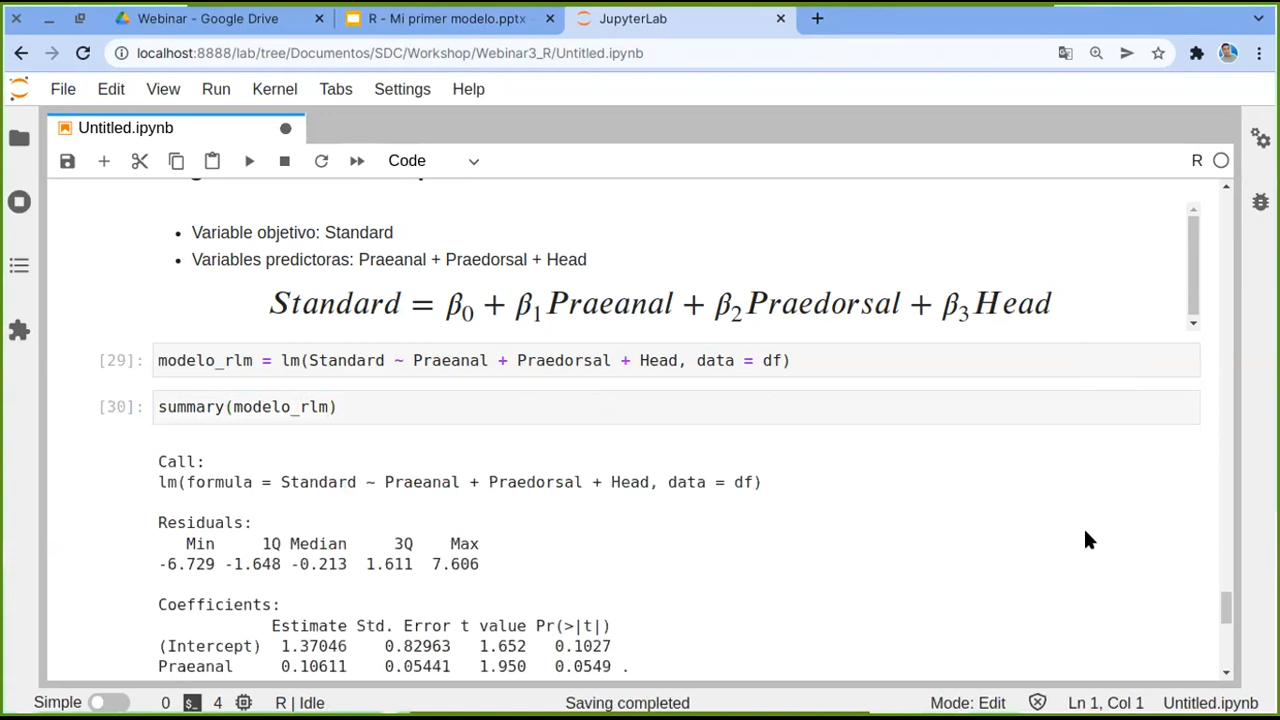 Webinar - Google Drive
R - Mi primer modelo.pptx -
JupyterLab
localhost:8888/lab/tree/Documentos/SDC/Workshop/Webinar3_R/Untitled.ipynb
File Edit View Run Kernel Tabs Settings Help
Untitled.ipynb
Code
R
• Variable objetivo: Standard
• Variables predictoras: Praeanal + Praedorsal + Head
Standard = β0 + β1Praeanal + β2Praedorsal + β3Head
[29]: modelo_rlm = lm(Standard ~ Praeanal + Praedorsal + Head, data = df)
[30]: summary(modelo_rlm)
Call:
lm(formula = Standard ~ Praeanal + Praedorsal + Head, data = df)
Residuals:
Min 1Q Median 3Q Max
-6.729 -1.648 -0.213 1.611 7.606
Coefficients:
Estimate Std. Error t value Pr(>|t|)
(Intercept) 1.37046 0.82963 1.652 0.1027
Praeanal 0.10611 0.05441 1.950 0.0549 .
Simple 0 $_ 4 R | Idle Saving completed Mode: Edit Ln 1, Col 1 Untitled.ipynb